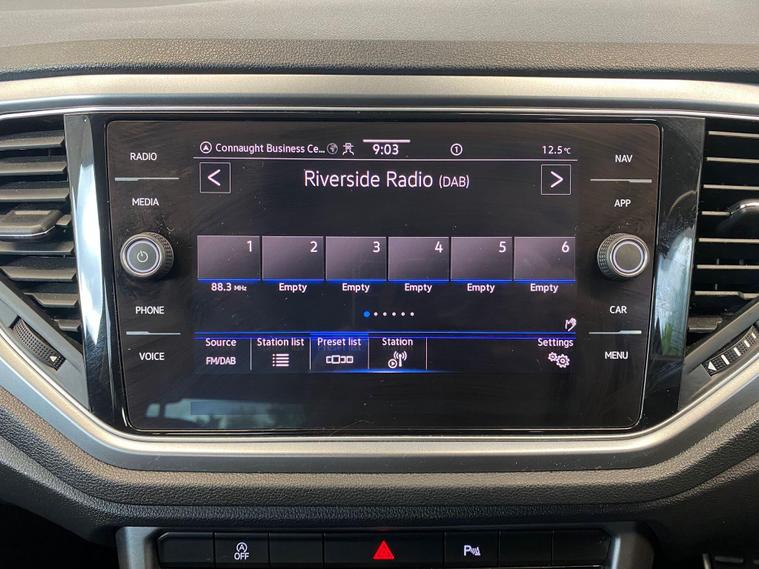 RADIO
MEDIA
PHONE
VOICE
Connaught Business Ce... 9:03 1 12.5°C
Riverside Radio (DAB)
1 2 3 4 5 6
88.3 MHz Empty Empty Empty Empty Empty
Source Station list Preset list Station Settings
FM/DAB
NAV
APP
CAR
MENU
A OFF P